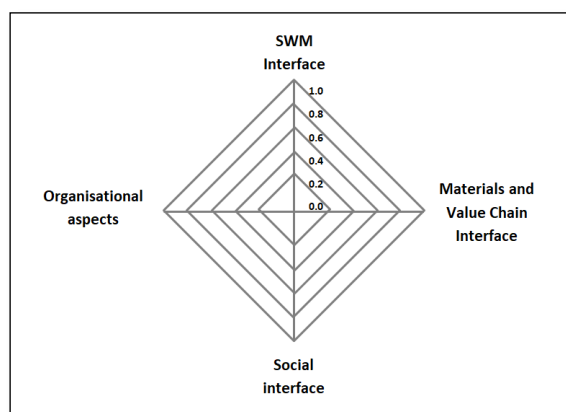 SWM
Interface
1.0
0.8
0.6
0.4
0.2
0.0
Organisational
aspects
Materials and
Value Chain
Interface
Social
interface